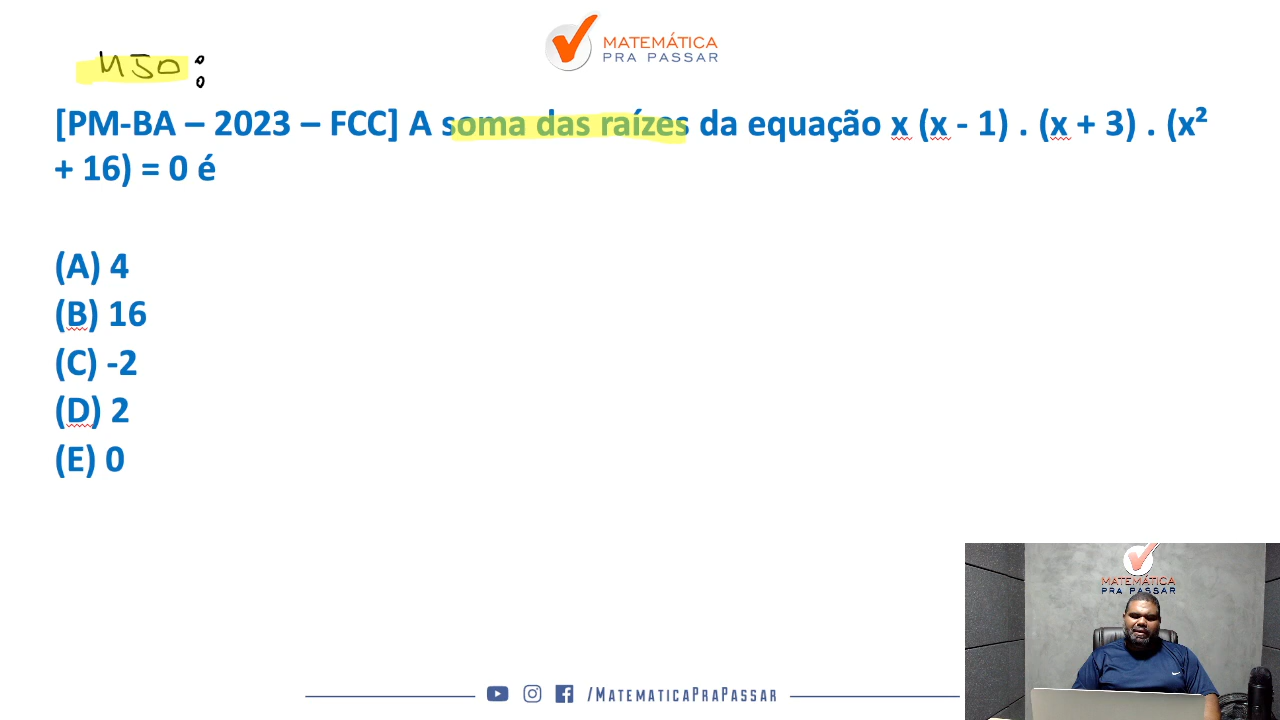 MATEMÁTICA
PRA PASSAR
MJD:
[PM-BA – 2023 – FCC] A soma das raízes da equação x (x - 1) . (x + 3) . (x²
+ 16) = 0 é
(A) 4
(B) 16
(C) -2
(D) 2
(E) 0
MATEMÁTICA
PRA PASSAR
/MATEMATICAPRAPASSAR